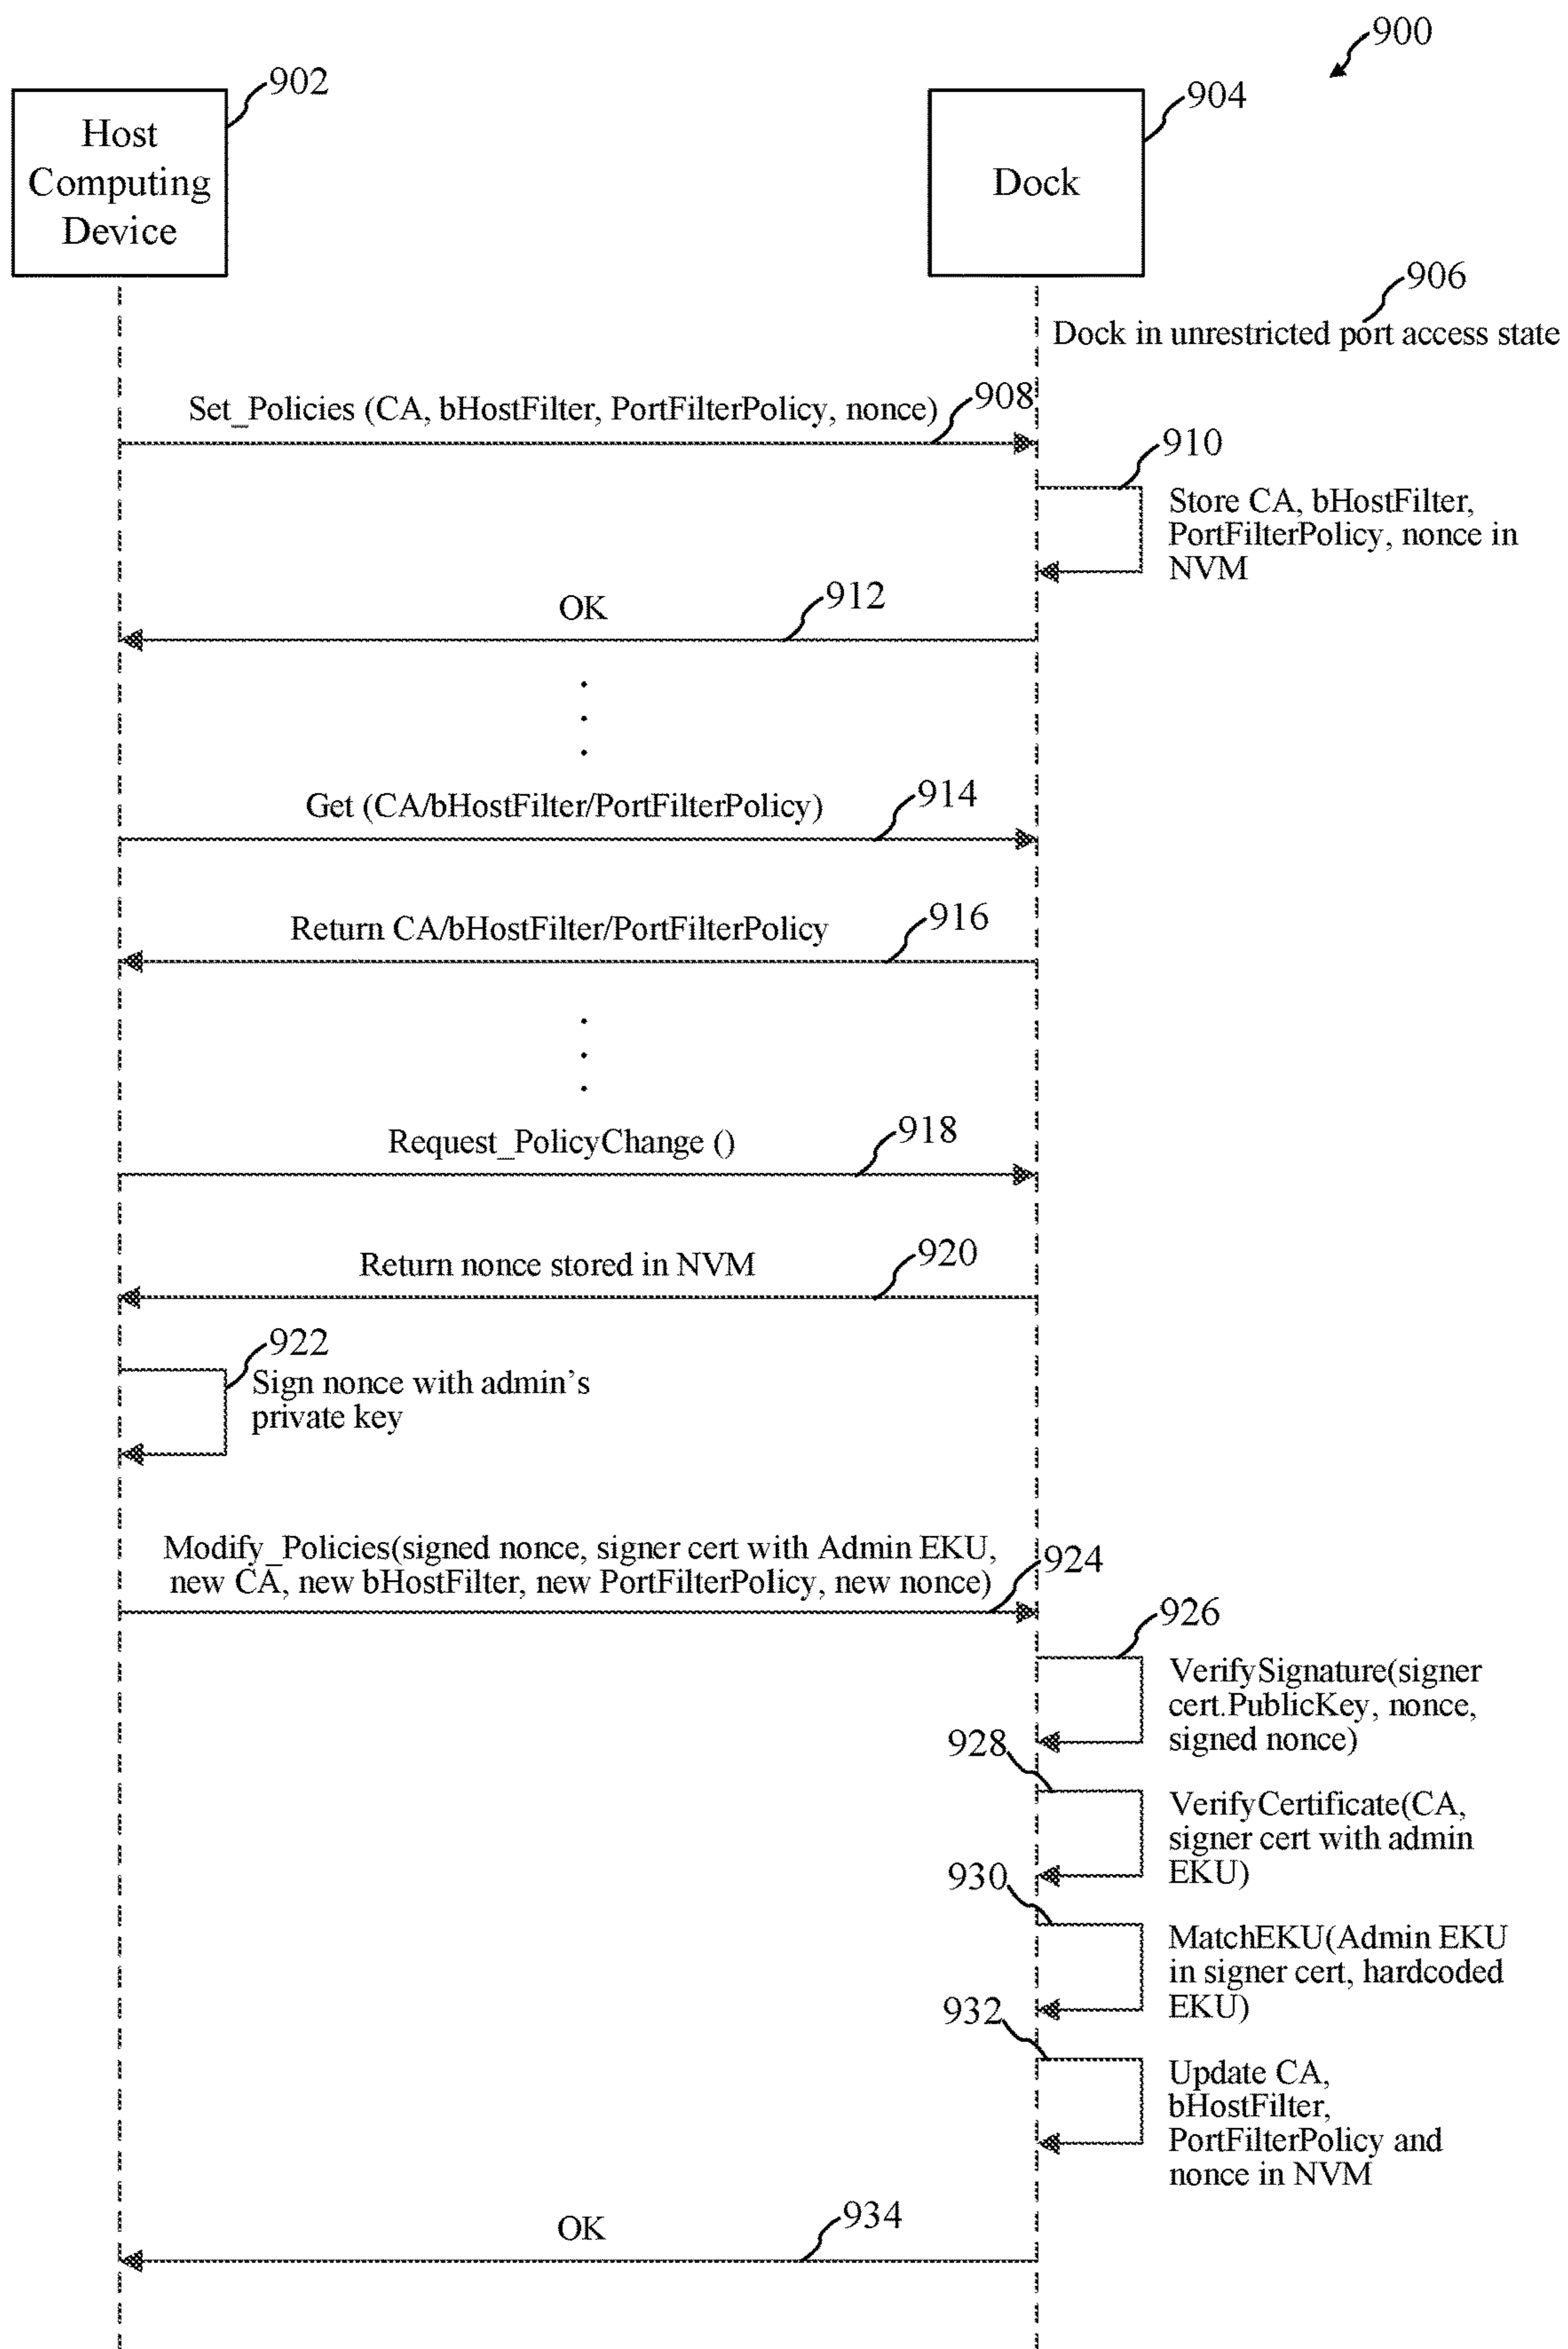 900
902
Host
Computing
Device
904
Dock
906
Dock in unrestricted port access state
Set_Policies (CA, bHostFilter, PortFilterPolicy, nonce)
908
910
Store CA, bHostFilter,
PortFilterPolicy, nonce in
NVM
OK
912
Get (CA/bHostFilter/PortFilterPolicy)
914
Return CA/bHostFilter/PortFilterPolicy
916
Request_PolicyChange ()
918
Return nonce stored in NVM
920
922
Sign nonce with admin’s
private key
Modify_Policies(signed nonce, signer cert with Admin EKU,
new CA, new bHostFilter, new PortFilterPolicy, new nonce)
924
926
VerifySignature(signer
cert.PublicKey, nonce,
signed nonce)
928
VerifyCertificate(CA,
signer cert with admin
EKU)
930
MatchEKU(Admin EKU
in signer cert, hardcoded
EKU)
932
Update CA,
bHostFilter,
PortFilterPolicy and
nonce in NVM
OK
934